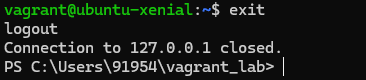 vagrant@ubuntu-xenial:~$ exit
logout
Connection to 127.0.0.1 closed.
PS C:\Users\91954\vagrant_lab>